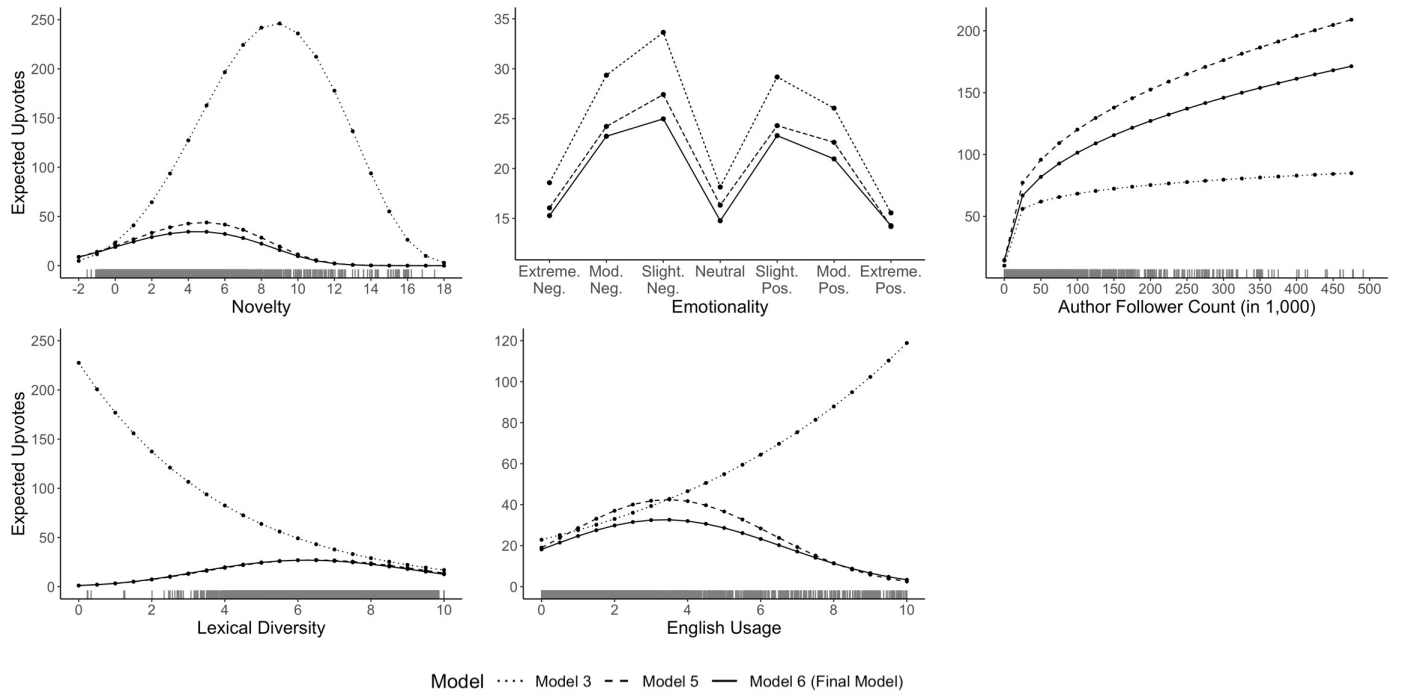 Expected Upvotes
250
200
150
100
50
0
-2 0 2 4 6 8 10 12 14 16 18
Novelty
35
30
25
20
15
Extreme. Mod. Slight. Neutral Slight. Mod. Extreme.
Neg. Neg. Neg. Pos. Pos. Pos.
Emotionality
200
150
100
50
0 50 100 150 200 250 300 350 400 450 500
Author Follower Count (in 1,000)
Expected Upvotes
250
200
150
100
50
0
0 2 4 6 8 10
Lexical Diversity
120
100
80
60
40
20
0
0 2 4 6 8 10
English Usage
Model Model 3 Model 5 Model 6 (Final Model)